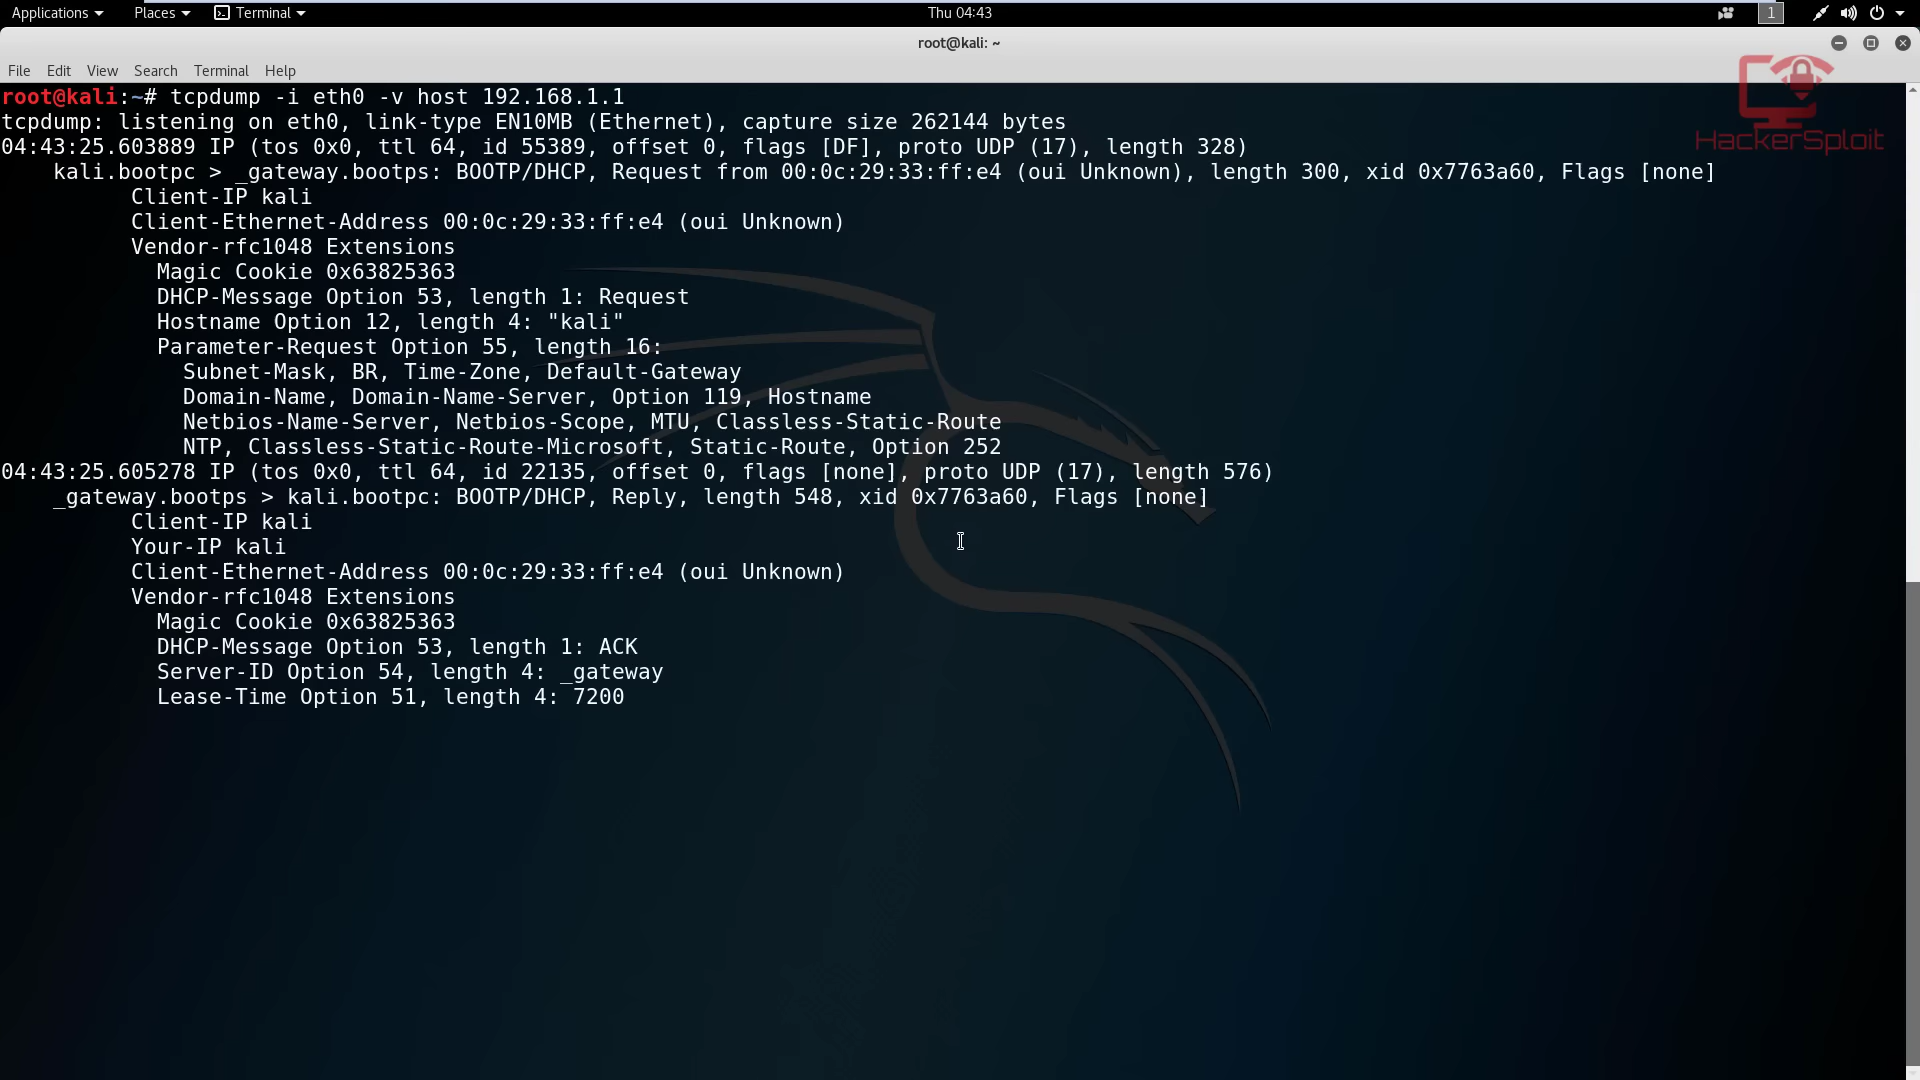 Applications Places Terminal Thu 04:43 1
root@kali: ~
File Edit View Search Terminal Help
HackerSploit
root@kali:~# tcpdump -i eth0 -v host 192.168.1.1
tcpdump: listening on eth0, link-type EN10MB (Ethernet), capture size 262144 bytes
04:43:25.603889 IP (tos 0x0, ttl 64, id 55389, offset 0, flags [DF], proto UDP (17), length 328)
    kali.bootpc > _gateway.bootps: BOOTP/DHCP, Request from 00:0c:29:33:ff:e4 (oui Unknown), length 300, xid 0x7763a60, Flags [none]
          Client-IP kali
          Client-Ethernet-Address 00:0c:29:33:ff:e4 (oui Unknown)
          Vendor-rfc1048 Extensions
            Magic Cookie 0x63825363
            DHCP-Message Option 53, length 1: Request
            Hostname Option 12, length 4: "kali"
            Parameter-Request Option 55, length 16:
              Subnet-Mask, BR, Time-Zone, Default-Gateway
              Domain-Name, Domain-Name-Server, Option 119, Hostname
              Netbios-Name-Server, Netbios-Scope, MTU, Classless-Static-Route
              NTP, Classless-Static-Route-Microsoft, Static-Route, Option 252
04:43:25.605278 IP (tos 0x0, ttl 64, id 22135, offset 0, flags [none], proto UDP (17), length 576)
    _gateway.bootps > kali.bootpc: BOOTP/DHCP, Reply, length 548, xid 0x7763a60, Flags [none]
          Client-IP kali
          Your-IP kali
          Client-Ethernet-Address 00:0c:29:33:ff:e4 (oui Unknown)
          Vendor-rfc1048 Extensions
            Magic Cookie 0x63825363
            DHCP-Message Option 53, length 1: ACK
            Server-ID Option 54, length 4: _gateway
            Lease-Time Option 51, length 4: 7200